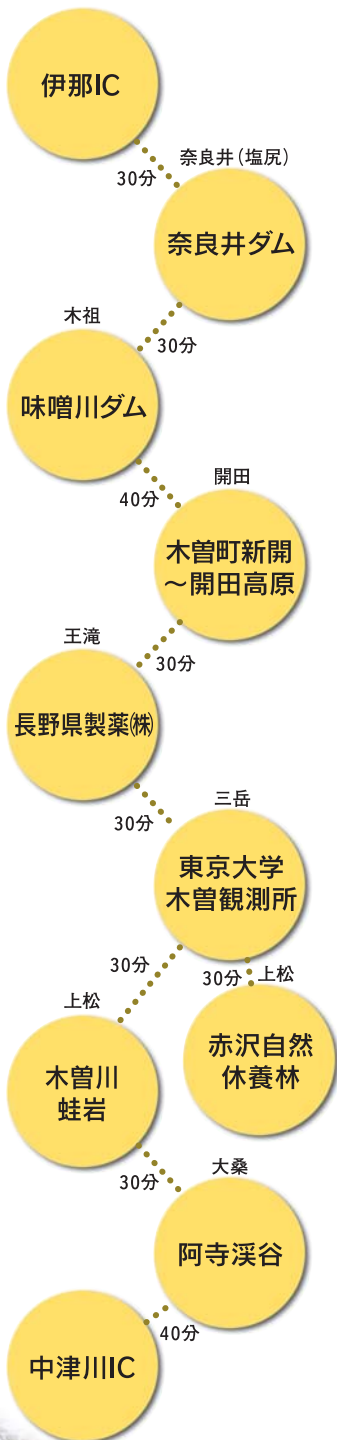 伊那IC
30分
奈良井（塩尻）
奈良井ダム
30分
木祖
味噌川ダム
40分
開田
木曽町新開
～開田高原
30分
王滝
長野県製薬㈱
30分
三岳
東京大学
木曽観測所
30分
30分
上松
赤沢自然
休養林
上松
木曽川
蛙岩
30分
大桑
阿寺渓谷
40分
中津川IC